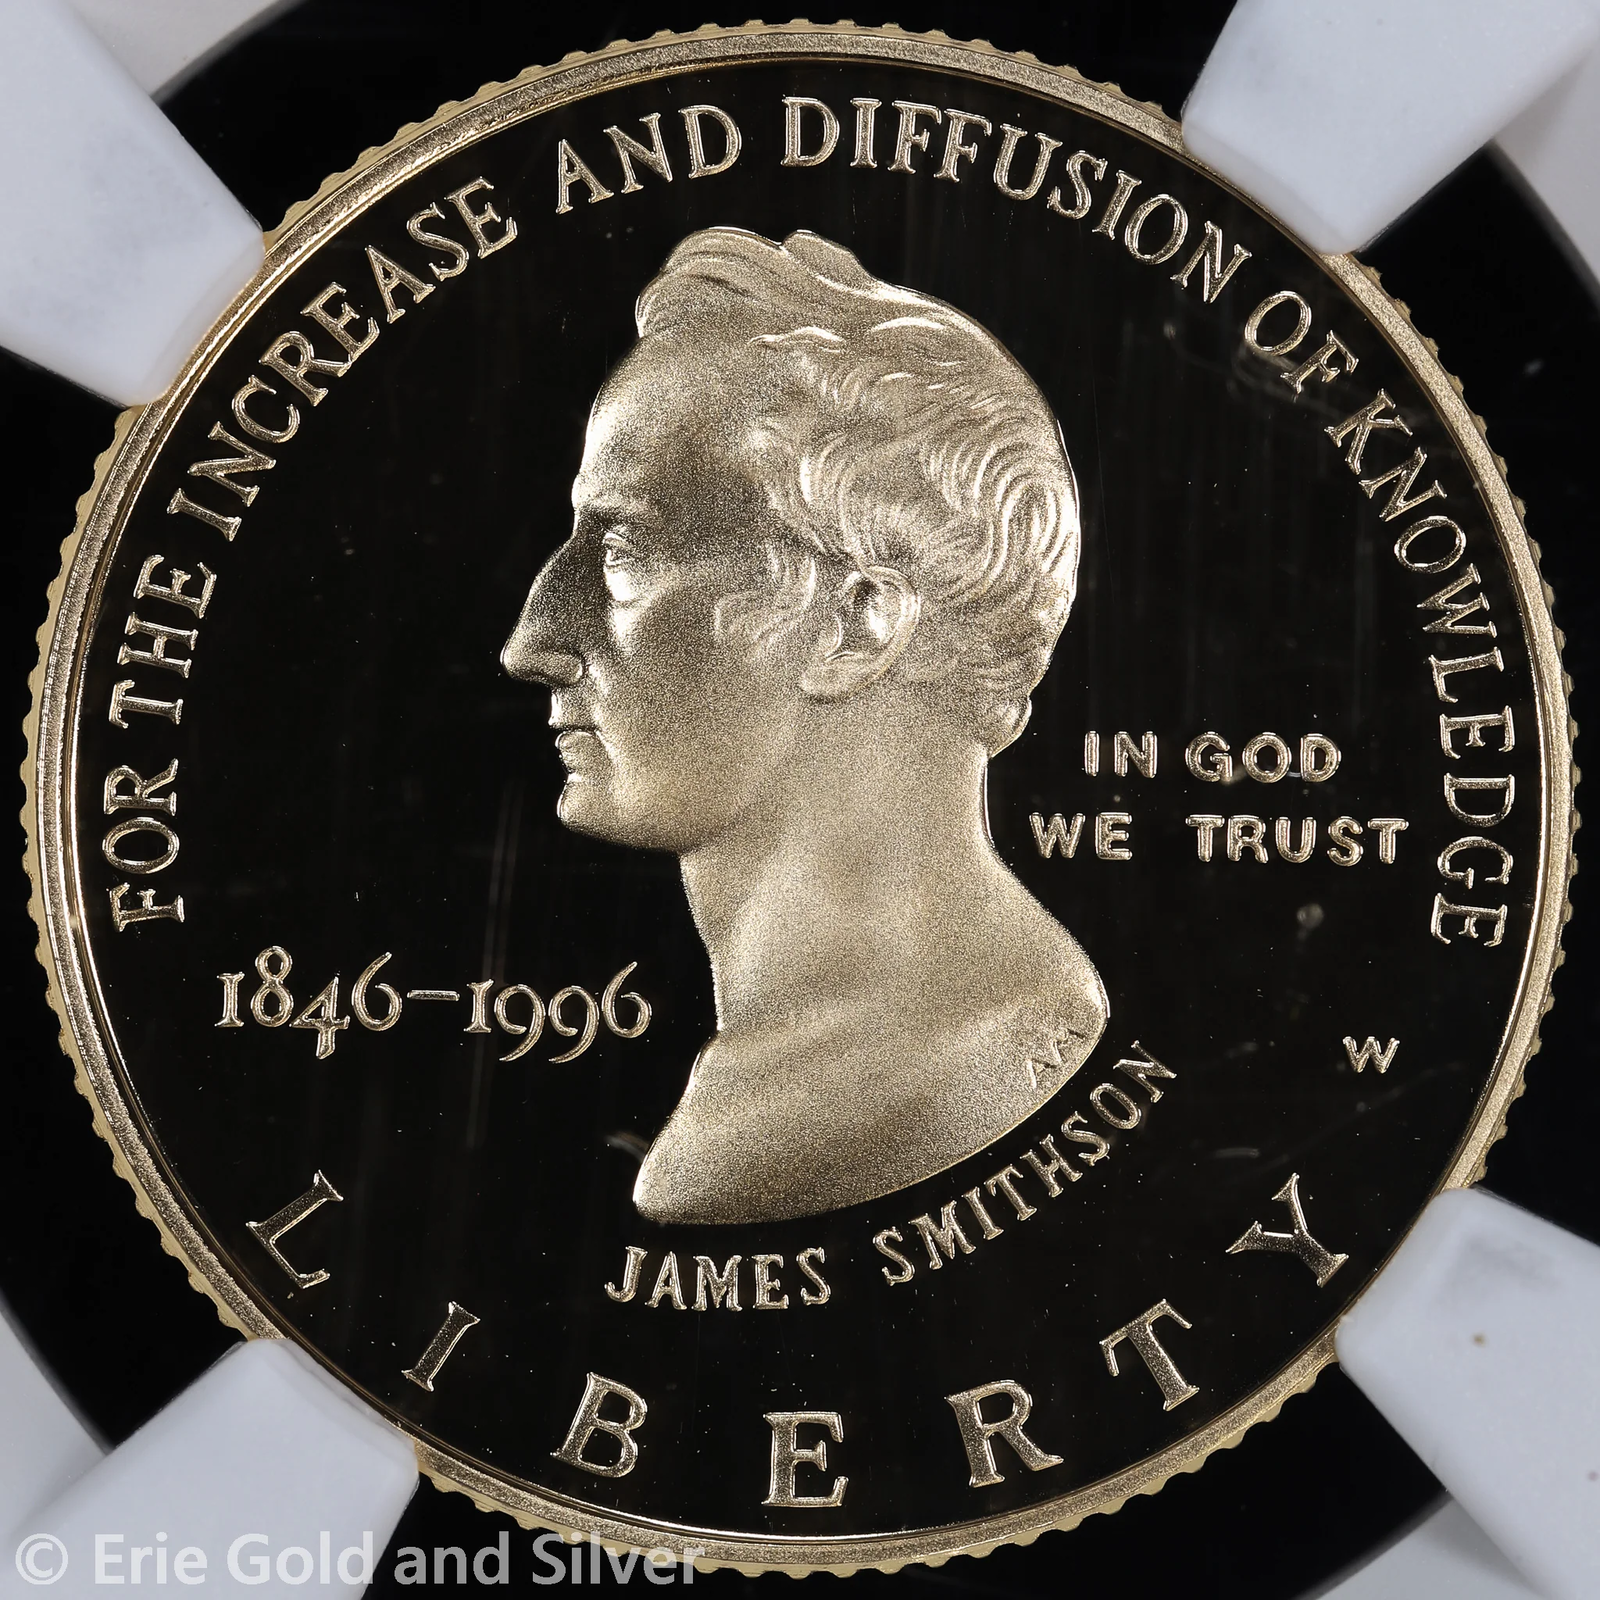 FOR THE INCREASE AND DIFFUSION OF KNOWLEDGE
IN GOD
WE TRUST
1846-1996
W
JAMES SMITHSON
LIBERTY
© Erie Gold and Silver